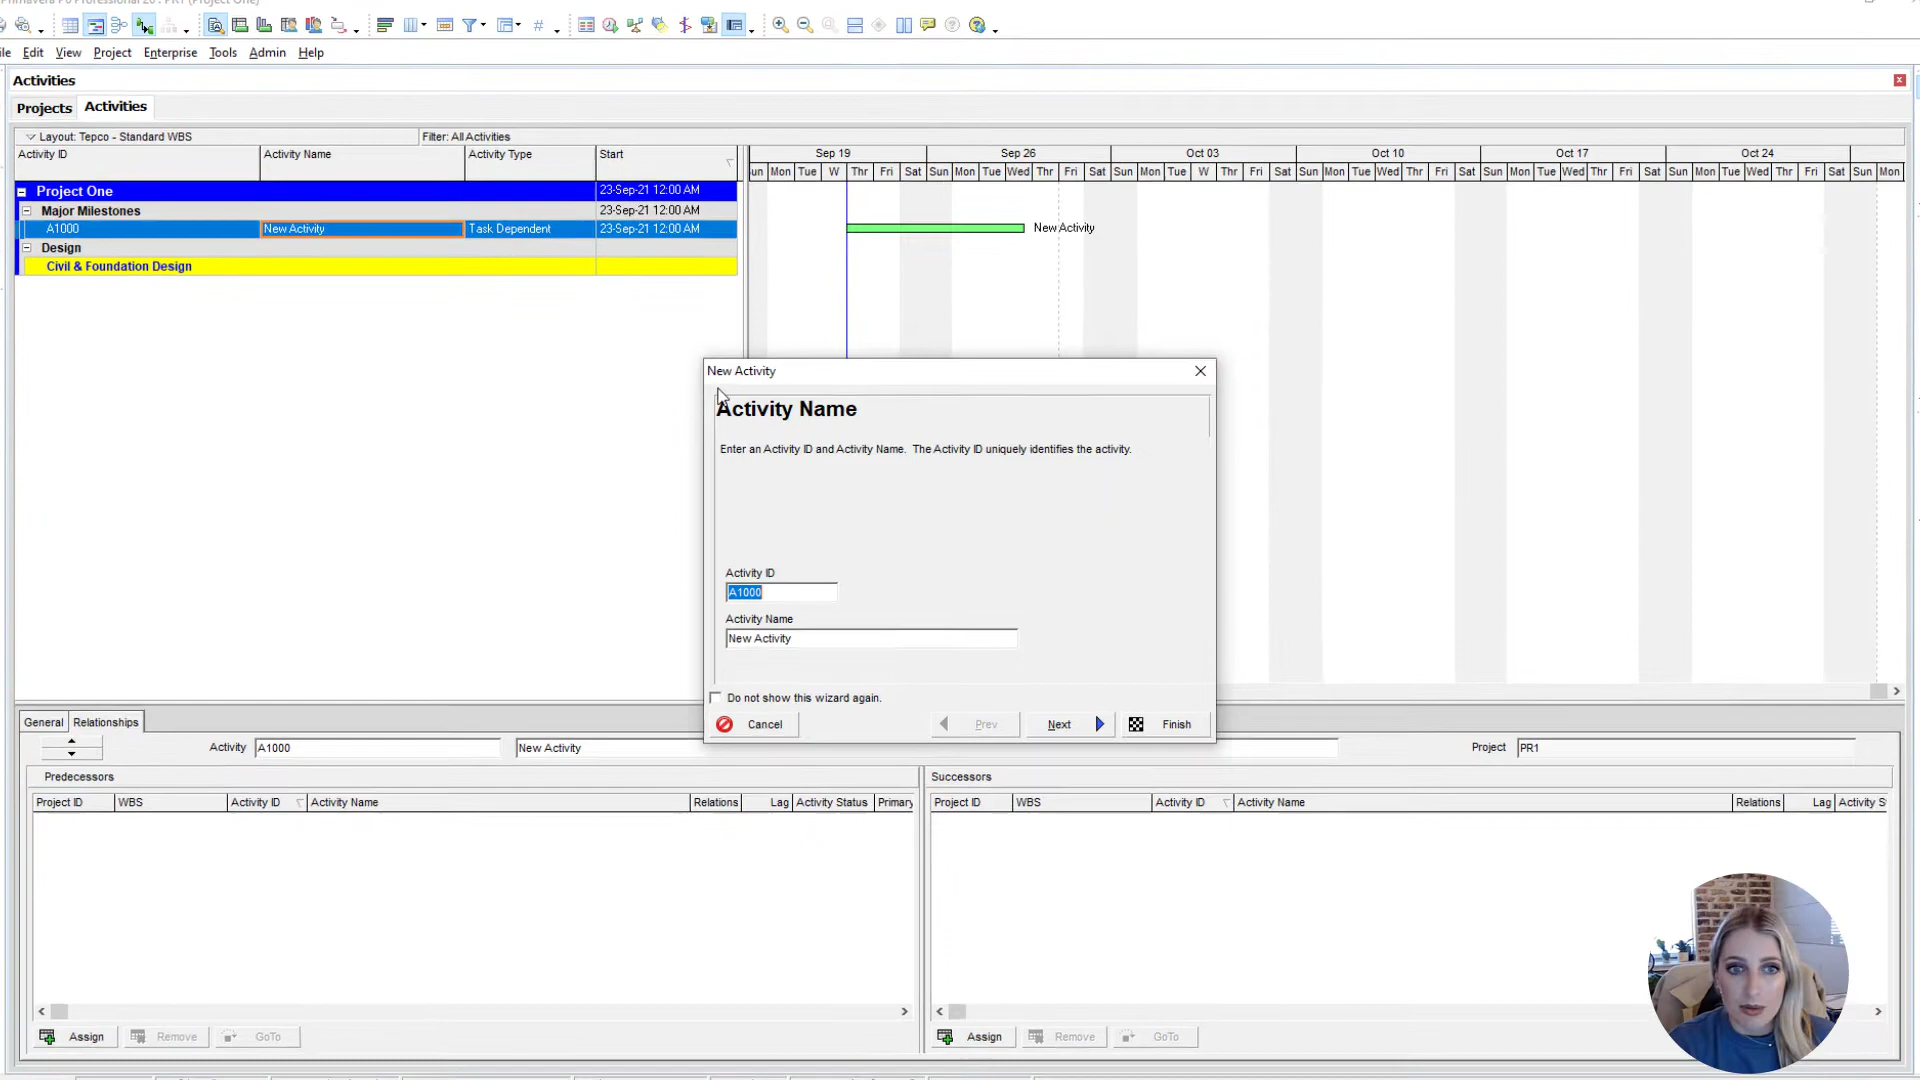 Primavera P6 Professional 20 : PR1 (Project One)
File Edit View Project Enterprise Tools Admin Help
Activities
Projects Activities
Layout: Tepco - Standard WBS Filter: All Activities
Activity ID Activity Name Activity Type Start
Sep 19 Sep 26 Oct 03 Oct 10 Oct 17 Oct 24
un Mon Tue W Thr Fri Sat Sun Mon Tue Wed Thr Fri Sat Sun Mon Tue W Thr Fri Sat Sun Mon Tue Wed Thr Fri Sat Sun Mon Tue W Thr Fri Sat Sun Mon Tue Wed Thr Fri Sat Sun Mon
Project One 23-Sep-21 12:00 AM
Major Milestones 23-Sep-21 12:00 AM
A1000 New Activity Task Dependent 23-Sep-21 12:00 AM New Activity
Design
Civil & Foundation Design
New Activity
Activity Name
Enter an Activity ID and Activity Name. The Activity ID uniquely identifies the activity.
Activity ID
A1000
Activity Name
New Activity
Do not show this wizard again.
Cancel Prev Next Finish
General Relationships
Activity A1000 New Activity Project PR1
Predecessors Successors
Project ID WBS Activity ID Activity Name Relations Lag Activity Status Primary
Project ID WBS Activity ID Activity Name Relations Lag Activity S
Assign Remove GoTo Assign Remove GoTo